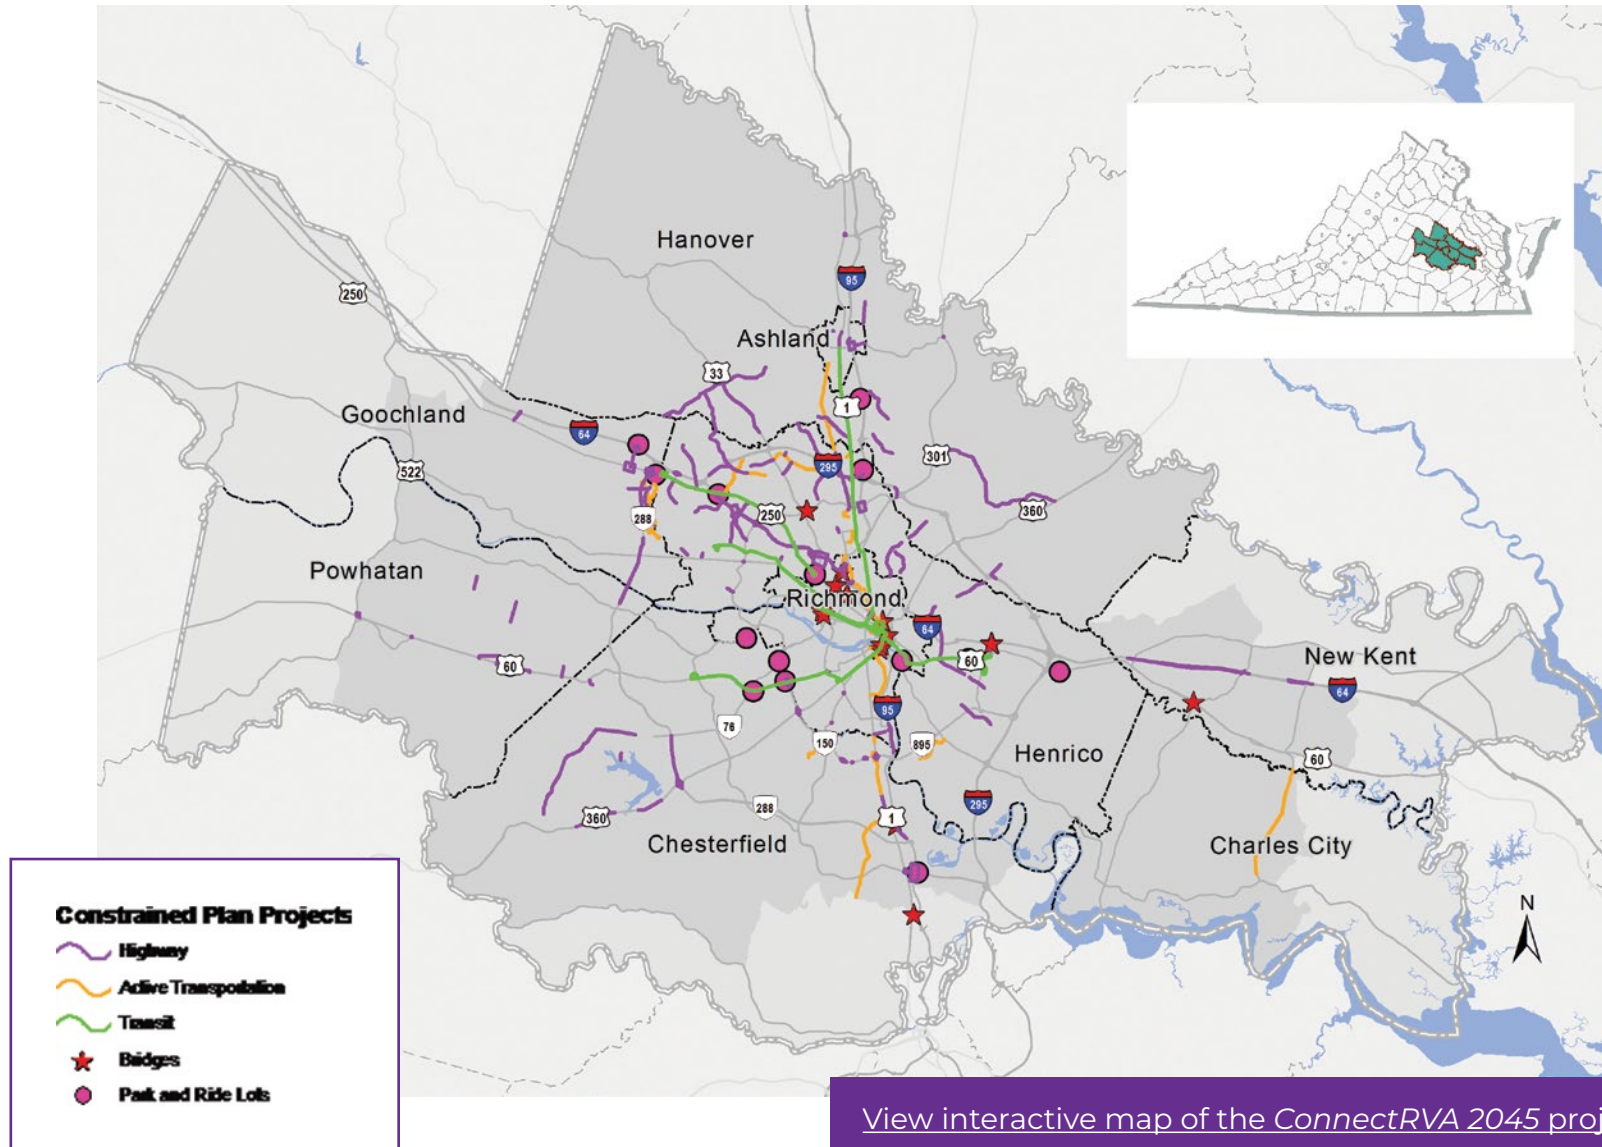 Hanover
95
250
Ashland
33
1
Goochland
64
301
522
295
360
250
288
Powhatan
Richmond
64
60
60
New Kent
64
95
76
150
895
Henrico
60
295
288
1
360
Chesterfield
Charles City
N
Constrained Plan Projects
Highway
Active Transportation
Transit
Bridges
Park and Ride Lots
View interactive map of the ConnectRVA 2045 proj